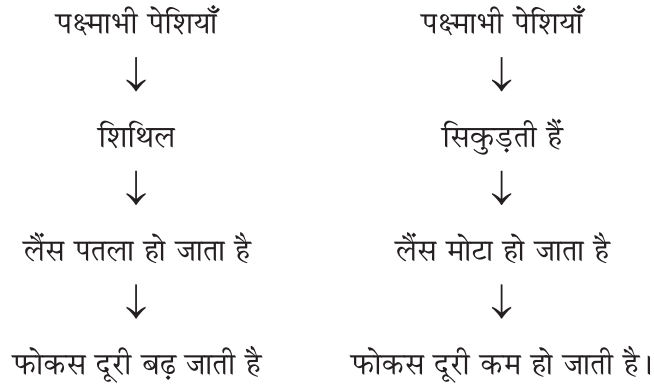 पक्ष्माभी पेशियाँ पक्ष्माभी पेशियाँ
↓ ↓
शिथिल सिकुड़ती हैं
↓ ↓
लैंस पतला हो जाता है लैंस मोटा हो जाता है
↓ ↓
फोकस दूरी बढ़ जाती है फोकस दूरी कम हो जाती है।